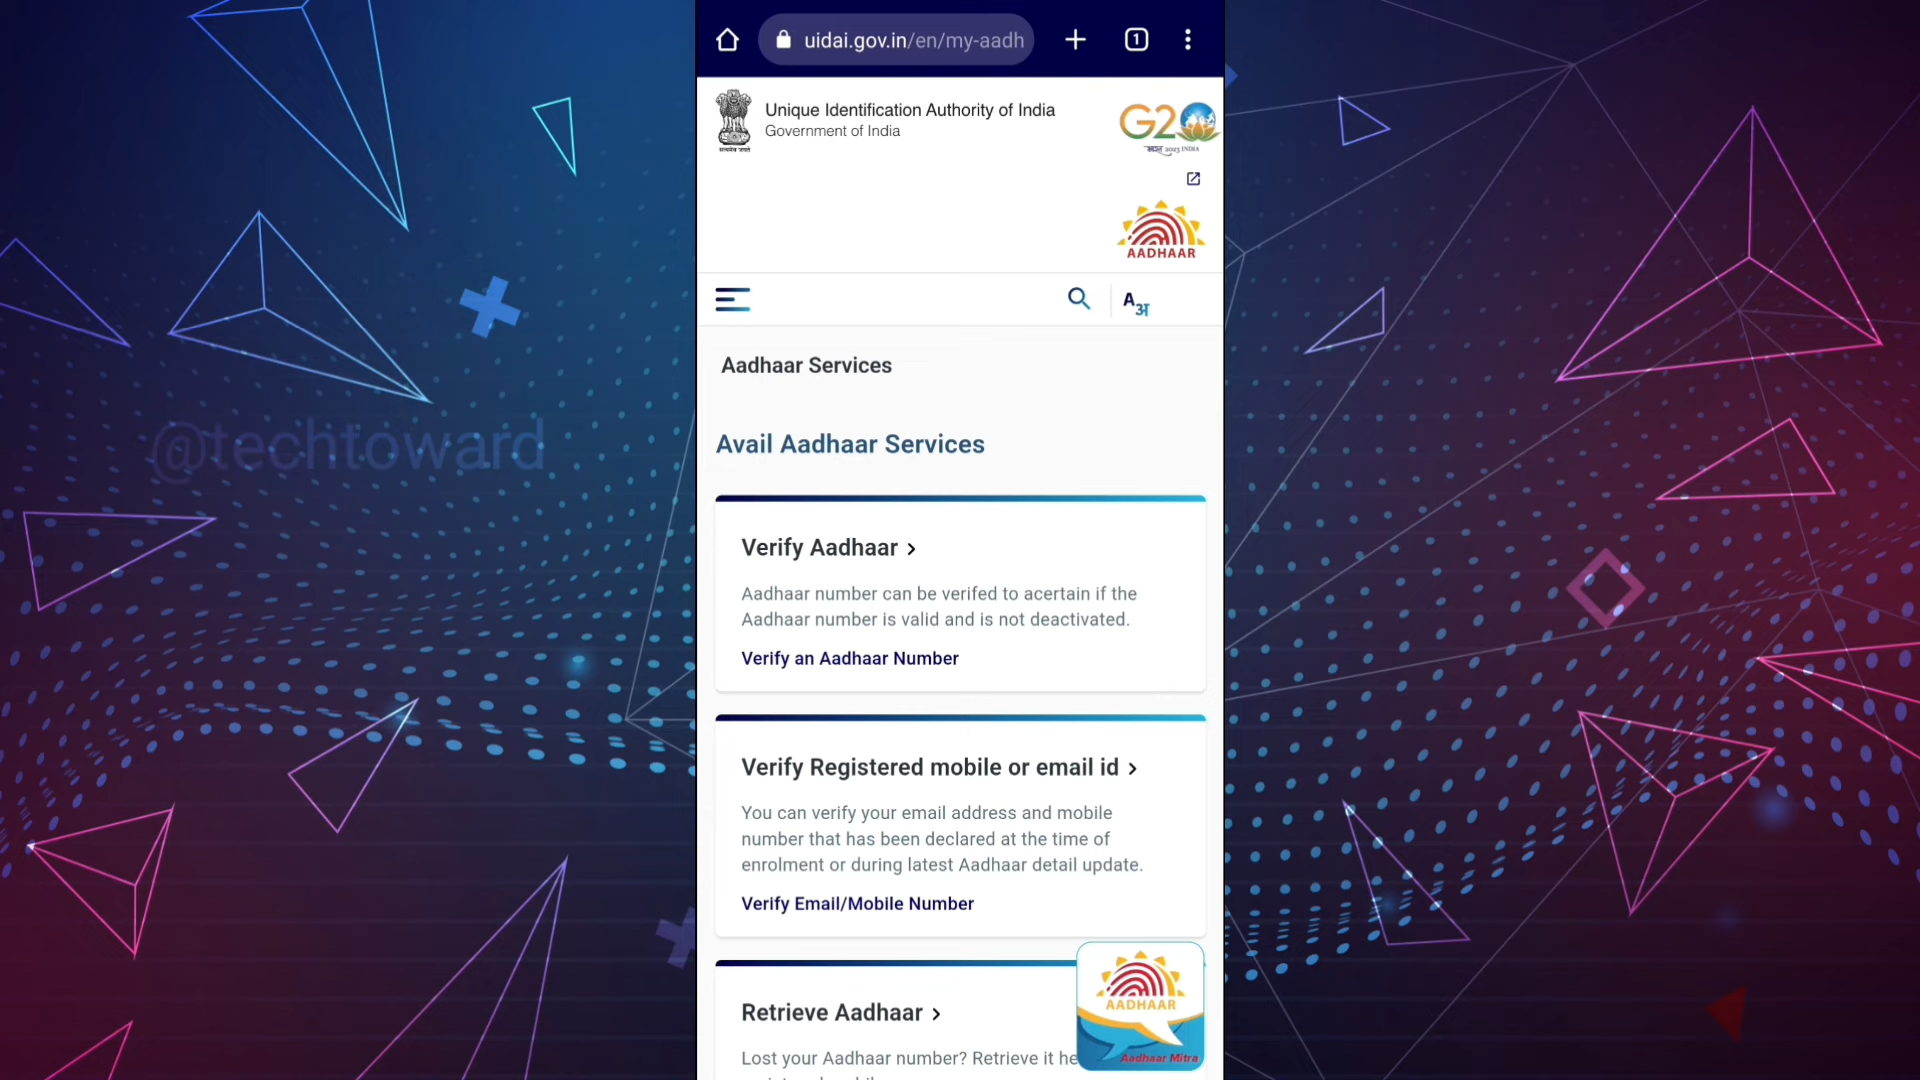 uidai.gov.in/en/my-aadh
1
Unique Identification Authority of India
Government of India
G20
2023 INDIA
AADHAAR
A अ
Aadhaar Services
@techtoward
Avail Aadhaar Services
Verify Aadhaar
Aadhaar number can be verifed to acertain if the
Aadhaar number is valid and is not deactivated.
Verify an Aadhaar Number
Verify Registered mobile or email id
You can verify your email address and mobile
number that has been declared at the time of
enrolment or during latest Aadhaar detail update.
Verify Email/Mobile Number
Retrieve Aadhaar
Lost your Aadhaar number? Retrieve it he
AADHAAR
Aadhaar Mitra